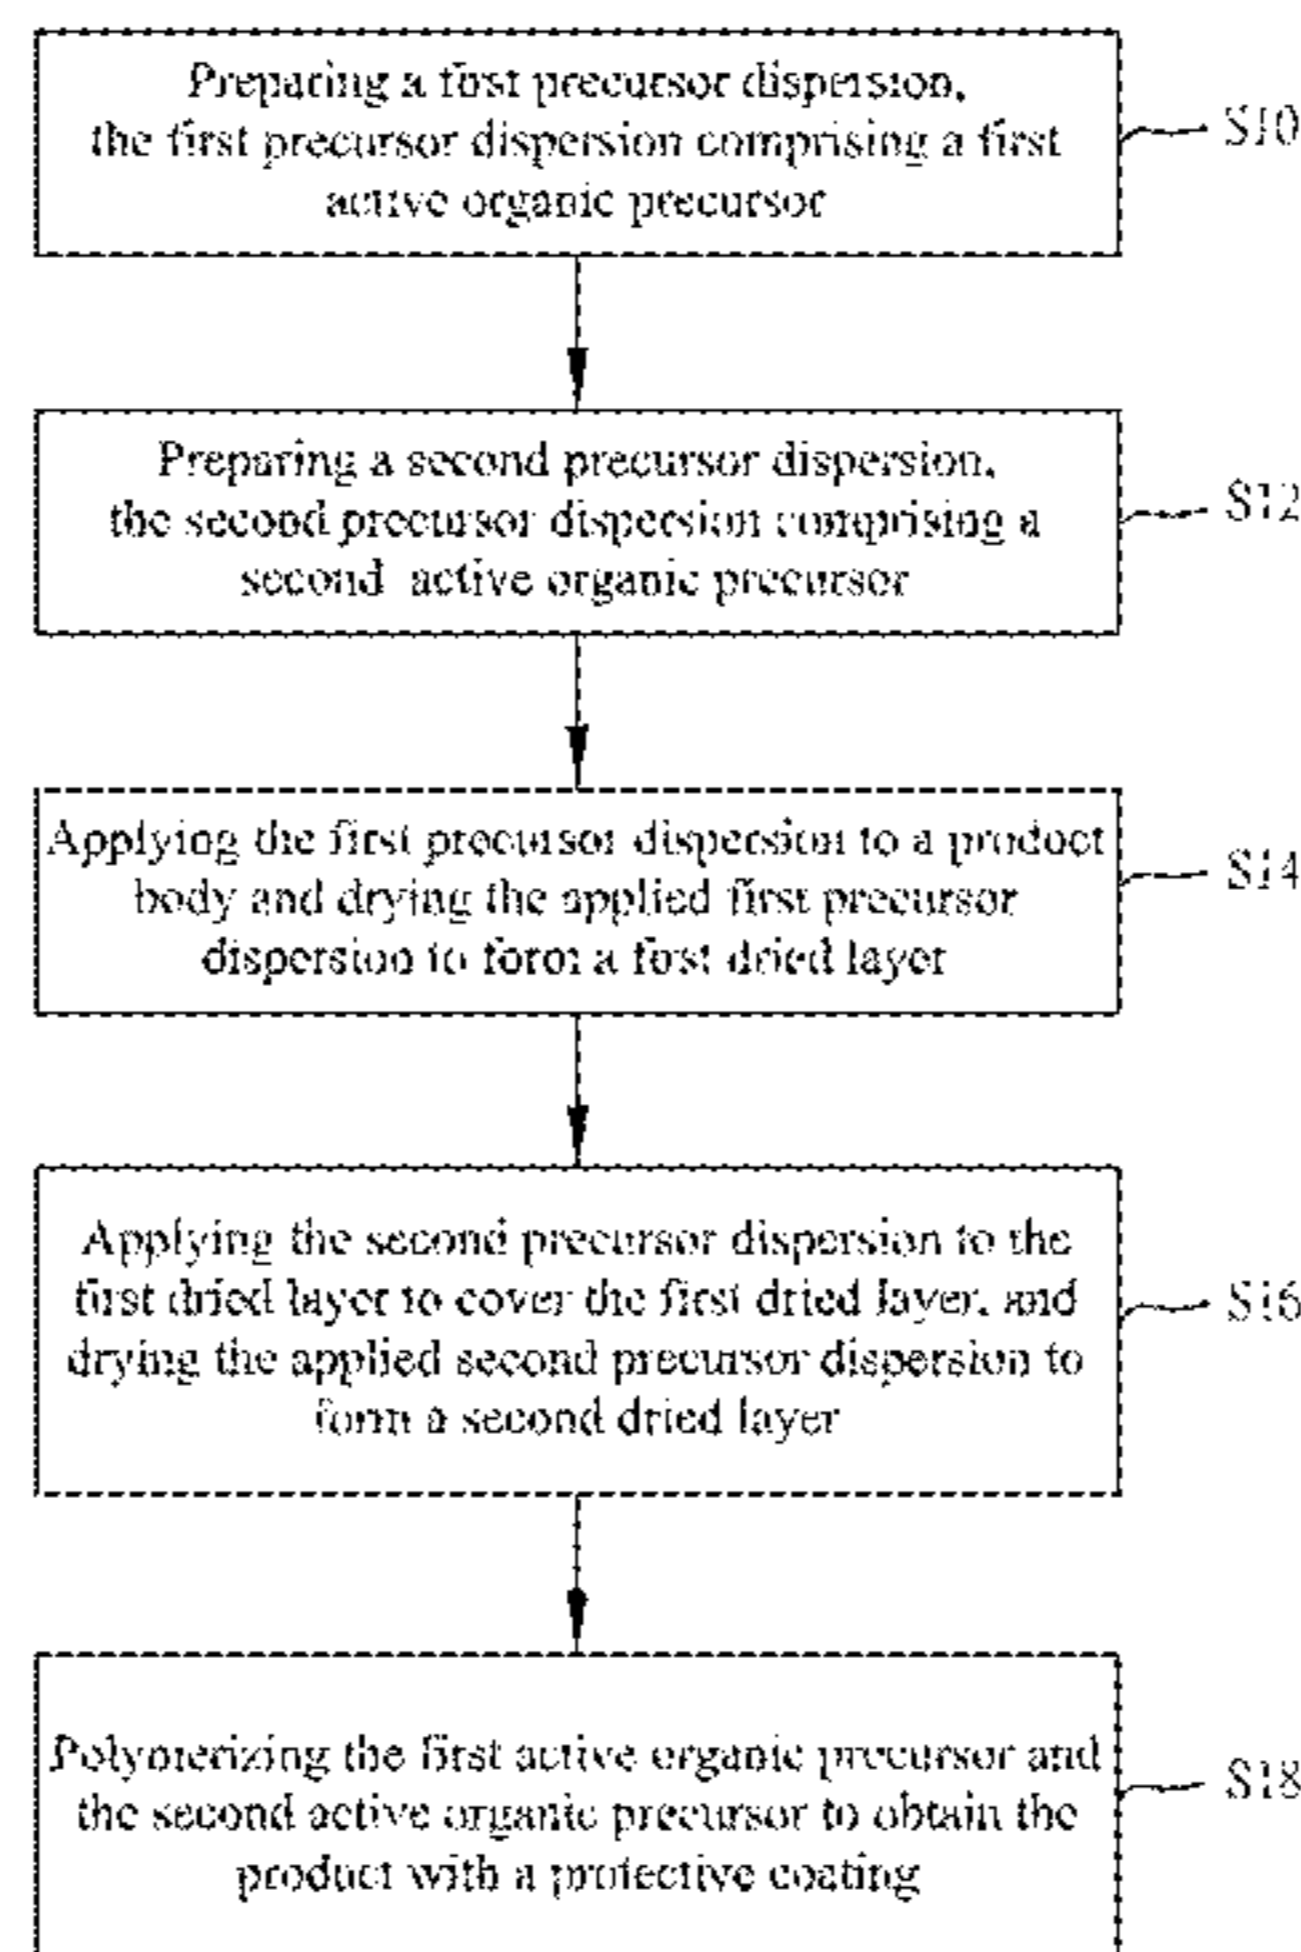 Preparing a first precursor dispersion,
the first precursor dispersion comprising a first
active organic precursor
S10
Preparing a second precursor dispersion,
the second precursor dispersion comprising a
second active organic precursor
S12
Applying the first precursor dispersion to a product
body and drying the applied first precursor
dispersion to form a first dried layer
S14
Applying the second precursor dispersion to the
first dried layer to cover the first dried layer, and
drying the applied second precursor dispersion to
form a second dried layer
S16
Polymerizing the first active organic precursor and
the second active organic precursor to obtain the
product with a protective coating
S18